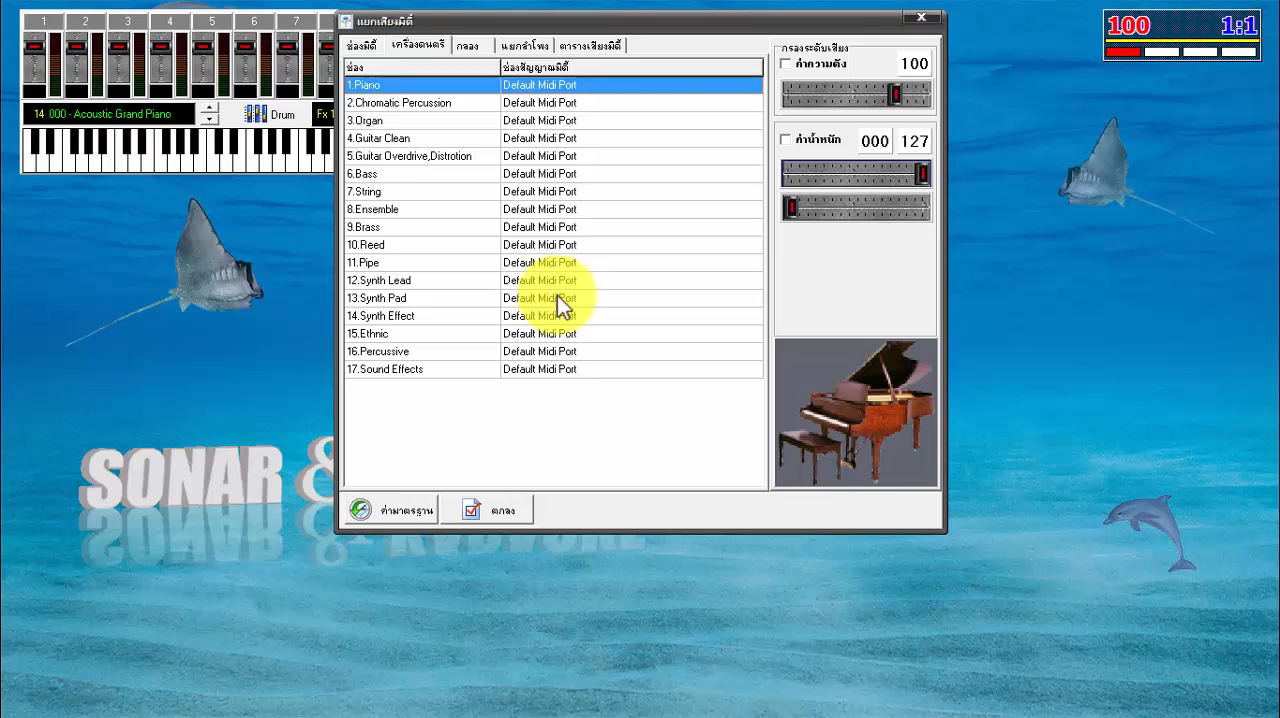 1 2 3 4 5 6 7
14 000 - Acoustic Grand Piano
Drum
Fx 1
แยกเสียงมิดี้
ช่องมิดี้ เครื่องดนตรี กลอง แยกลำโพง ตารางเสียงมิดี้
ช่อง ช่องสัญญาณมิดี้
1.Piano Default Midi Port
2.Chromatic Percussion Default Midi Port
3.Organ Default Midi Port
4.Guitar Clean Default Midi Port
5.Guitar Overdrive,Distrotion Default Midi Port
6.Bass Default Midi Port
7.String Default Midi Port
8.Ensemble Default Midi Port
9.Brass Default Midi Port
10.Reed Default Midi Port
11.Pipe Default Midi Port
12.Synth Lead Default Midi Port
13.Synth Pad Default Midi Port
14.Synth Effect Default Midi Port
15.Ethnic Default Midi Port
16.Percussive Default Midi Port
17.Sound Effects Default Midi Port
กรองระดับเสียง
ค่าความดัง 100
ค่าน้ำหนัก 000 127
ค่ามาตรฐาน
ตกลง
100 1:1
SONAR &